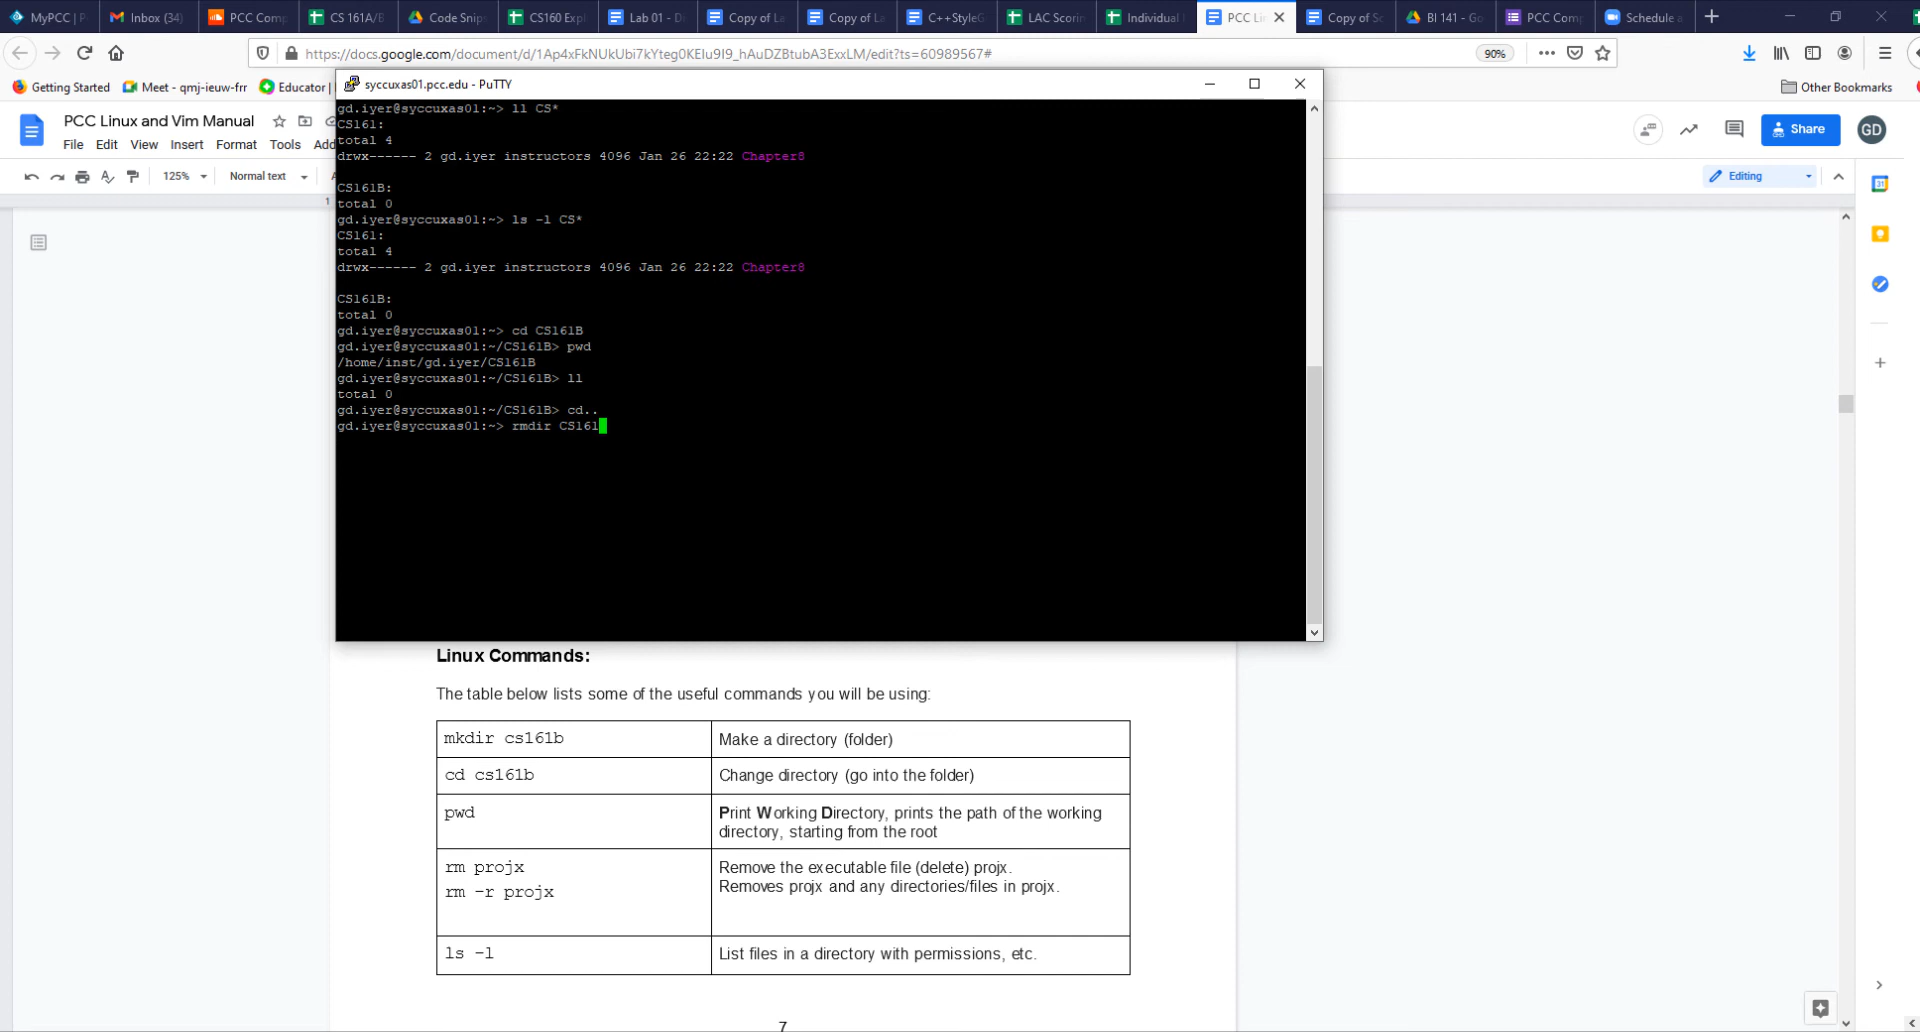 MyPCC | P
Inbox (34)
PCC Comp
CS 161A/B
Code Snip
CS160 Expl
Lab 01 - Di
Copy of La
Copy of La
C++StyleG
LAC Scorin
Individual
PCC Li
Copy of Sc
BI 141 - Go
PCC Comp
Schedule a
https://docs.google.com/document/d/1Ap4xFkNUkUbi7kYteg0KEIu9I9_hAuDZBtubA3ExxLM/edit?ts=60989567#
90%
Getting Started
Meet - qmj-ieuw-frr
Educator
Other Bookmarks
PCC Linux and Vim Manual
File Edit View Insert Format Tools Add
Share
GD
125%
Normal text
Editing
1
syccuxas01.pcc.edu - PuTTY
gd.iyer@syccuxas01:~> ll CS*
CS161:
total 4
drwx------ 2 gd.iyer instructors 4096 Jan 26 22:22 Chapter8
CS161B:
total 0
gd.iyer@syccuxas01:~> ls -l CS*
CS161:
total 4
drwx------ 2 gd.iyer instructors 4096 Jan 26 22:22 Chapter8
CS161B:
total 0
gd.iyer@syccuxas01:~> cd CS161B
gd.iyer@syccuxas01:~/CS161B> pwd
/home/inst/gd.iyer/CS161B
gd.iyer@syccuxas01:~/CS161B> ll
total 0
gd.iyer@syccuxas01:~/CS161B> cd..
gd.iyer@syccuxas01:~> rmdir CS161
Linux Commands:
The table below lists some of the useful commands you will be using:
mkdir cs161b
Make a directory (folder)
cd cs161b
Change directory (go into the folder)
pwd
Print Working Directory, prints the path of the working
directory, starting from the root
rm projx
rm -r projx
Remove the executable file (delete) projx.
Removes projx and any directories/files in projx.
ls -l
List files in a directory with permissions, etc.
7